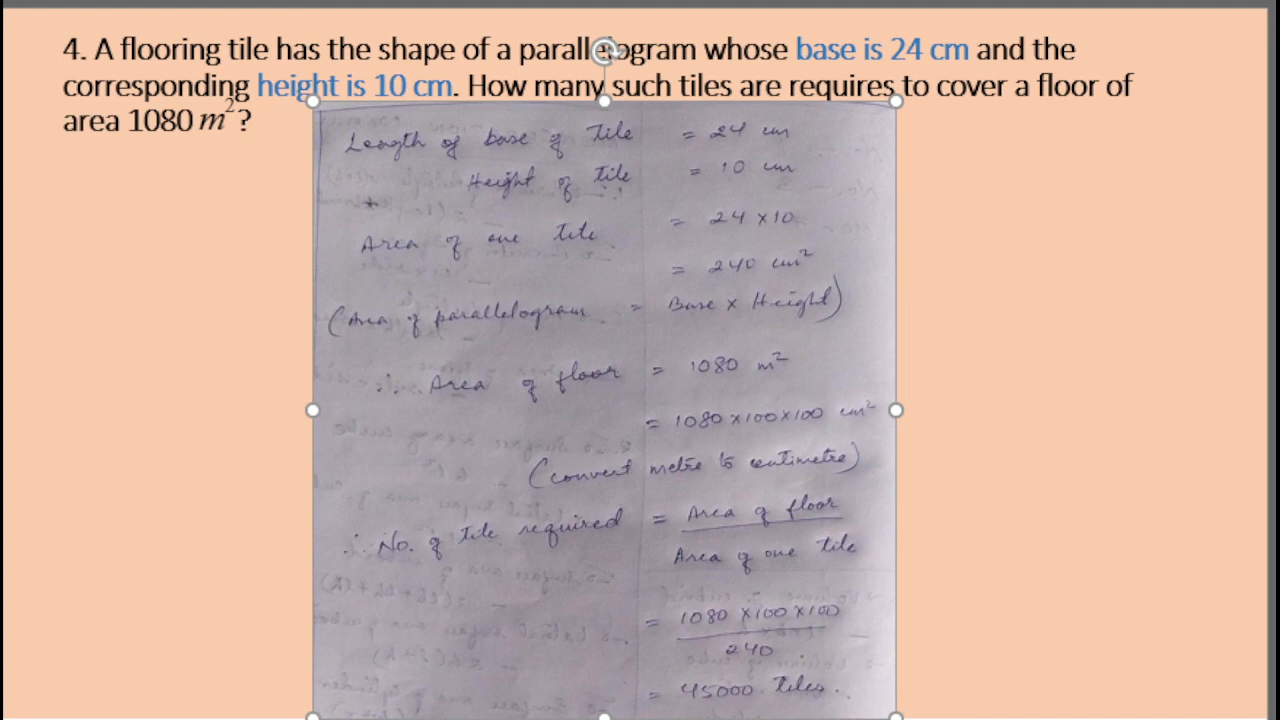 4. A flooring tile has the shape of a parallelogram whose base is 24 cm and the
corresponding height is 10 cm. How many such tiles are requires to cover a floor of
area 1080 m²?
Length of base of tile = 24 cm
Height of tile = 10 cm
Area of one tile = 24 x 10
= 240 cm²
(Area of parallelogram = Base x Height)
∴ Area of floor = 1080 m²
= 1080 x 100 x 100 cm²
(convert metre to centimetre)
∴ No. of tile required = Area of floor
Area of one tile
= 1080 x 100 x 100
240
= 45000 Tiles.